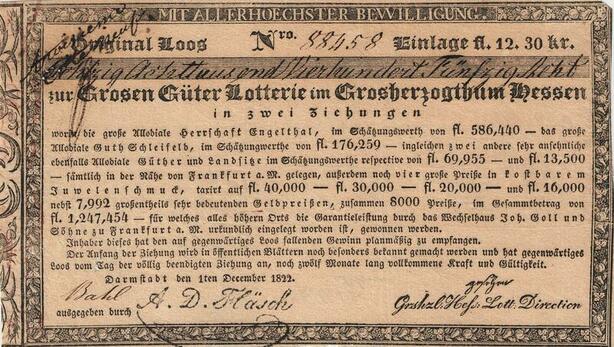 MIT ALLERHOECHSTER BEWILLIGUNG.
Original Loos Nro. 88458 Einlage fl. 12. 30 kr.
Achttausend Vierhundert Fünfzig Acht
zur Grosen Güter Lotterie im Grosherzogthum Hessen
in zwei Ziehungen
worin die große Allodiale Herrschaft Engelthal, im Schäzungswerth von fl. 586,440 — das große
Allodiale Guth Schleifeld, im Schäzungwerthe von fl. 176,259 — ingleichen zwei andere sehr ansehnliche
ebenfalls Allodiale Güther und Landsitze im Schäzungswerthe respective von fl. 69,955 — und fl. 13,500
— sämtlich in der Nähe von Frankfurt a.M. gelegen, außerdem noch vier große Preise in kostbarem
Juwelenschmuck, taxirt auf fl. 40,000 — fl. 30,000 — fl. 20,000 — und fl. 16,000
nebst 7,992 großentheils sehr bedeutenden Geldpreißen, zusammen 8000 Preiße, im Gesammtbetrag von
fl. 1,247,454 — für welches alles höhern Orts die Garantieleistung durch das Wechselhaus Joh. Goll und
Söhne zu Frankfurt a. M. urkundlich eingelegt worden ist, gewonnen werden.
Inhaber dieses hat den auf gegenwärtiges Loos fallenden Gewinn planmäßig zu empfangen.
Der Anfang der Ziehung wird in öffentlichen Blättern noch besonders bekannt gemacht werden und hat gegenwärtiges
Loos vom Tag der völlig beendigten Ziehung an, noch zwölf Monate lang vollkommene Kraft und Gültigkeit.
Darmstadt den 1ten December 1822.
Bahl
A. D. Fläsch
Groshzl. Hess. Lott. Direction
ausgegeben durch